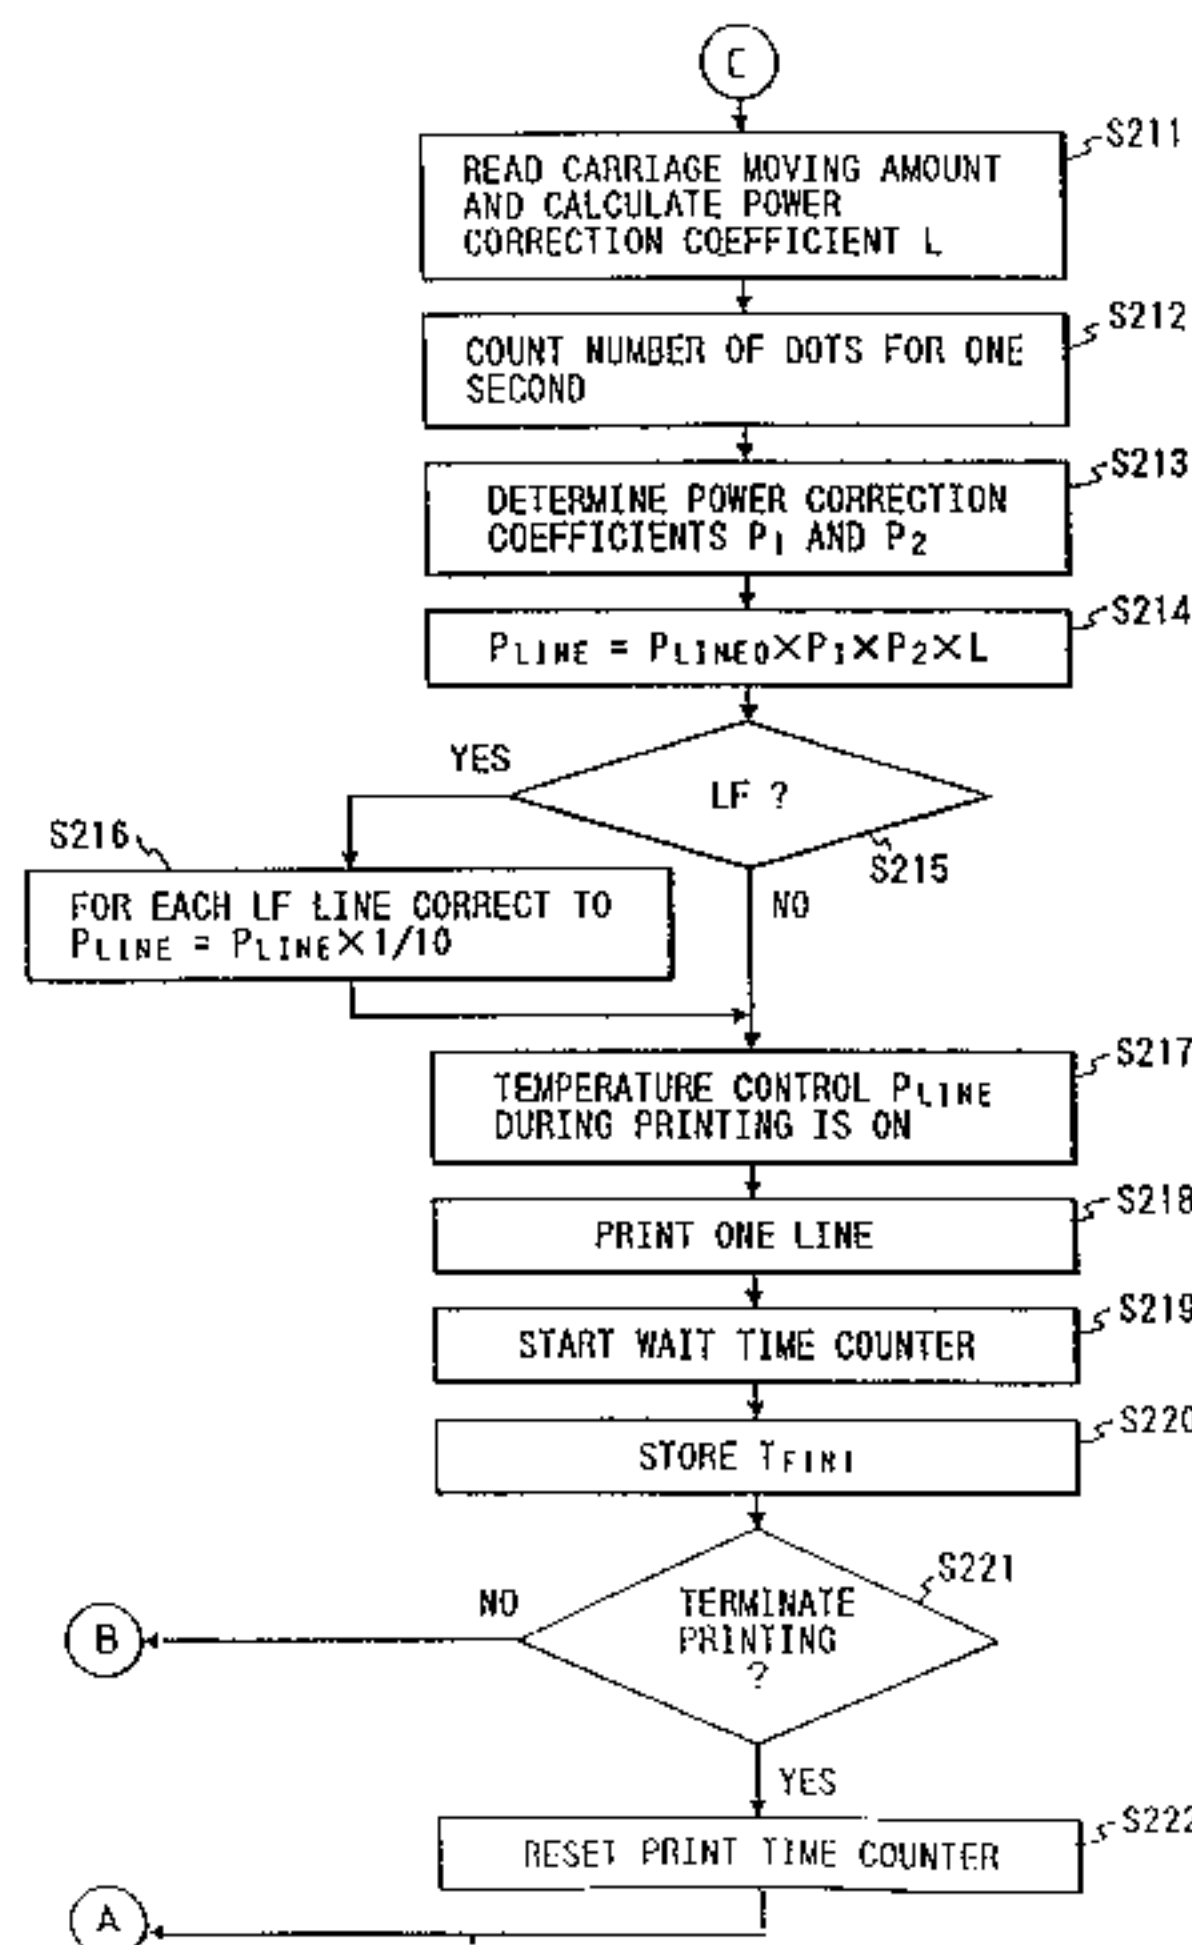 C
S211
READ CARRIAGE MOVING AMOUNT
AND CALCULATE POWER
CORRECTION COEFFICIENT L
S212
COUNT NUMBER OF DOTS FOR ONE
SECOND
S213
DETERMINE POWER CORRECTION
COEFFICIENTS P1 AND P2
S214
PLINE = PLINE0×P1×P2×L
YES
LF ?
S215
S216
FOR EACH LF LINE CORRECT TO
PLINE = PLINE×1/10
NO
S217
TEMPERATURE CONTROL PLINE
DURING PRINTING IS ON
S218
PRINT ONE LINE
S219
START WAIT TIME COUNTER
S220
STORE TFINI
S221
NO
TERMINATE
PRINTING
?
B
YES
S222
RESET PRINT TIME COUNTER
A